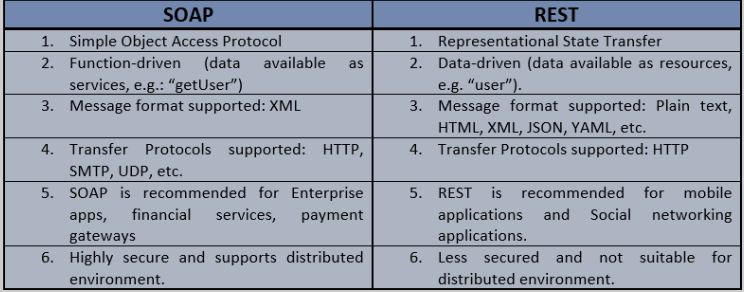 SOAP REST
1. Simple Object Access Protocol
1. Representational State Transfer
2. Function-driven (data available as
services, e.g.: “getUser”)
2. Data-driven (data available as resources,
e.g. “user”).
3. Message format supported: XML
3. Message format supported: Plain text,
HTML, XML, JSON, YAML, etc.
4. Transfer Protocols supported: HTTP,
SMTP, UDP, etc.
4. Transfer Protocols supported: HTTP
5. SOAP is recommended for Enterprise
apps, financial services, payment
gateways
5. REST is recommended for mobile
applications and Social networking
applications.
6. Highly secure and supports distributed
environment.
6. Less secured and not suitable for
distributed environment.